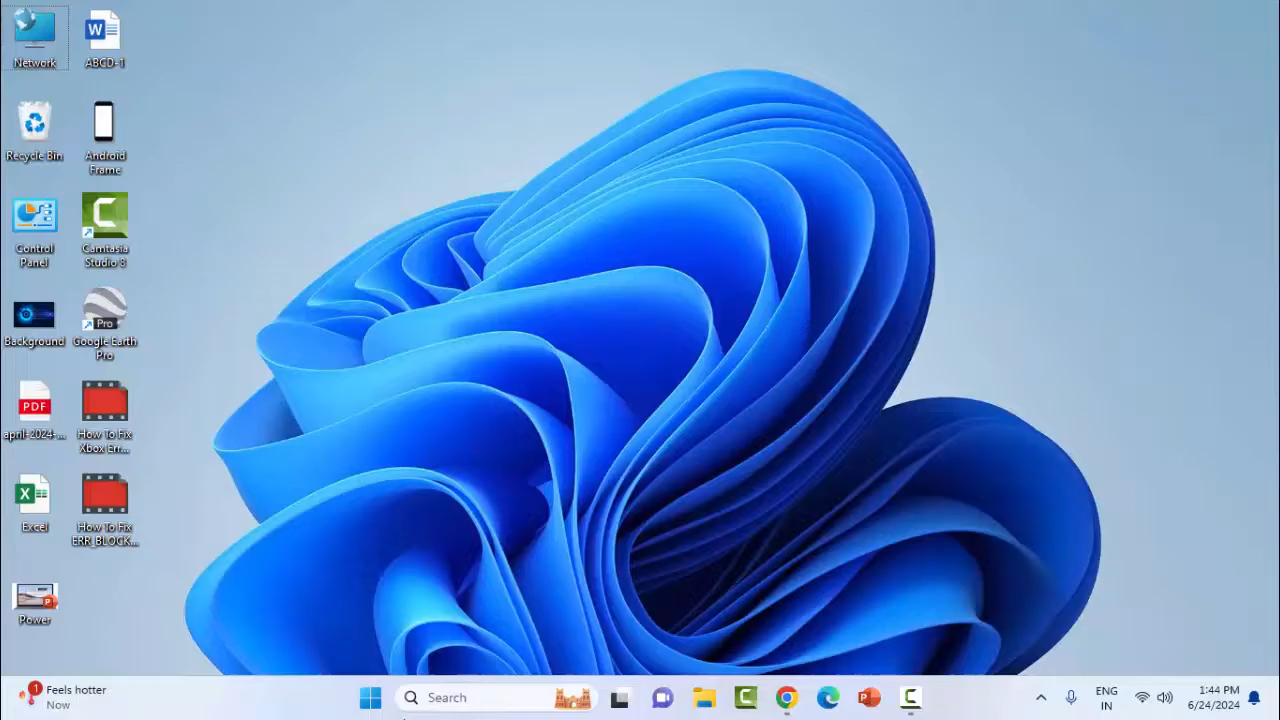 Network
Recycle Bin
Control
Panel
Background
PDF
april-2024-...
Excel
Power
W
ABCD-1
Android
Frame
Camtasia
Studio 8
Pro
Google Earth
Pro
How To Fix
Xbox Err...
How To Fix
ERR_BLOCK...
1
Feels hotter
Now
Search
ENG
IN
1:44 PM
6/24/2024